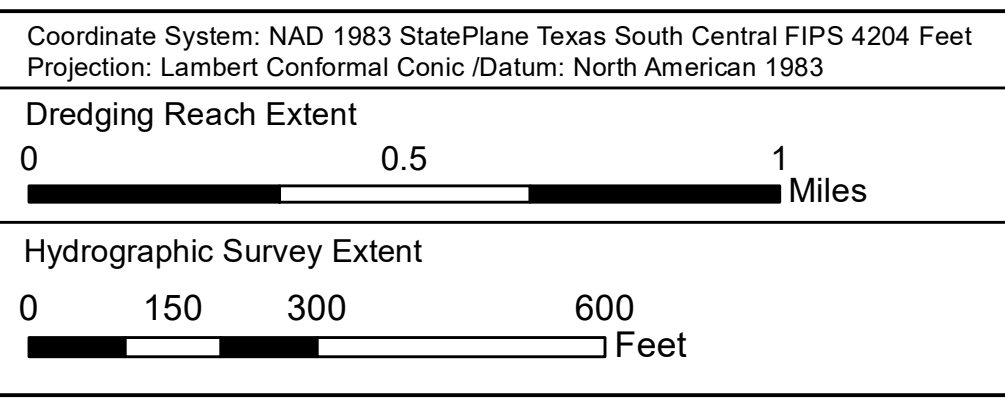 Coordinate System: NAD 1983 StatePlane Texas South Central FIPS 4204 Feet
Projection: Lambert Conformal Conic /Datum: North American 1983
Dredging Reach Extent
0 0.5 1
Miles
Hydrographic Survey Extent
0 150 300 600
Feet